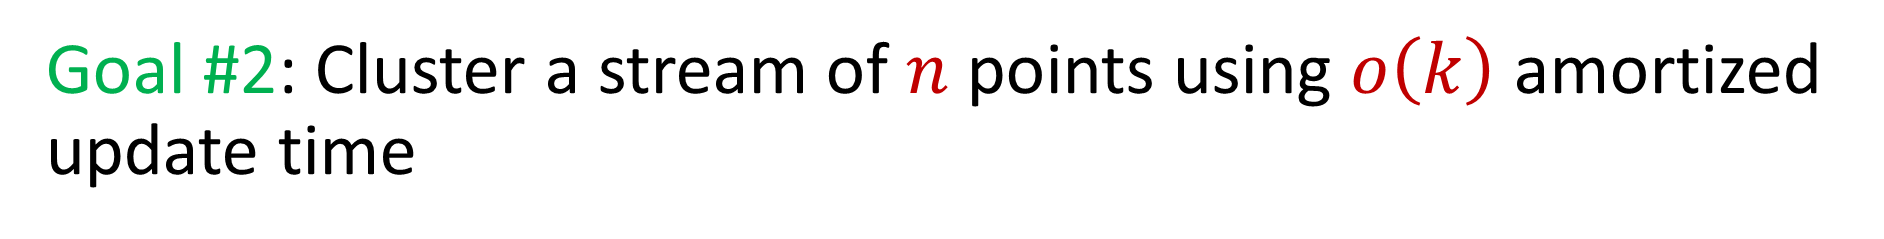 Goal #2: Cluster a stream of n points using o(k) amortized
update time